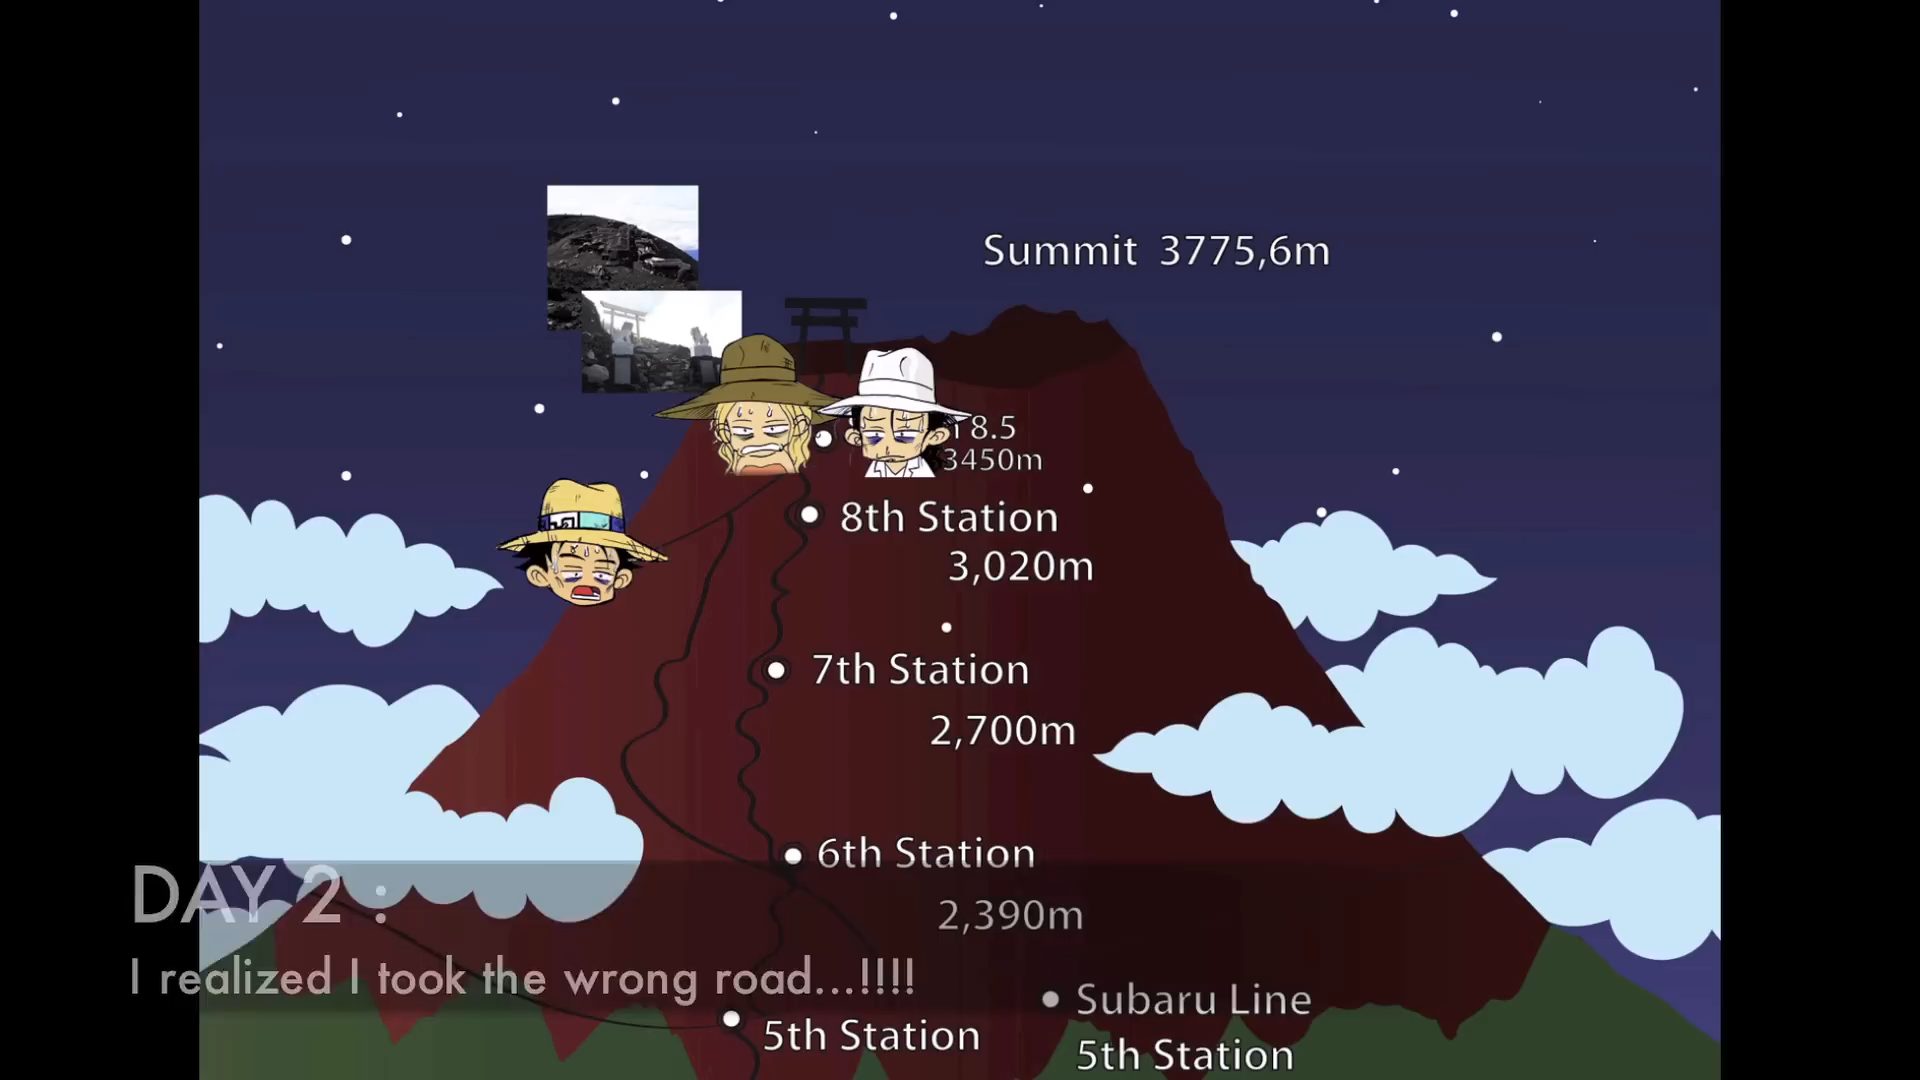 Summit 3775,6m
8.5
3450m
8th Station
3,020m
7th Station
2,700m
6th Station
2,390m
DAY 2 :
I realized I took the wrong road...!!!!
Subaru Line
5th Station
5th Station